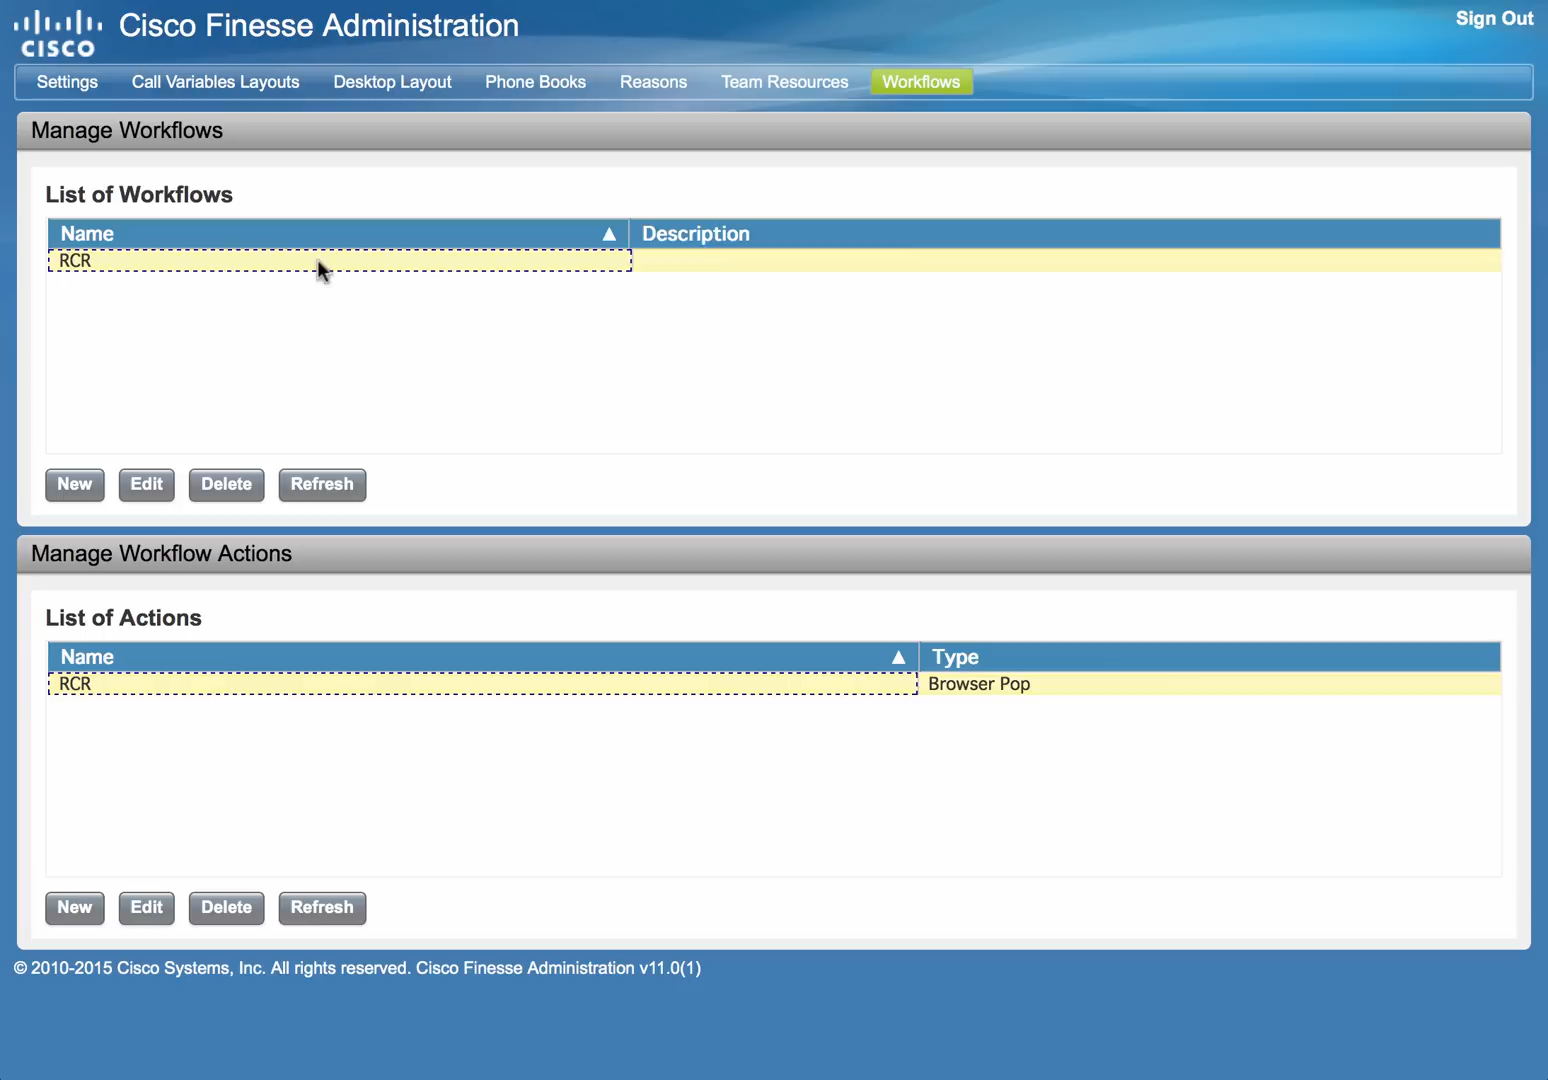 CISCO
Cisco Finesse Administration
Sign Out
Settings Call Variables Layouts Desktop Layout Phone Books Reasons Team Resources Workflows
Manage Workflows
List of Workflows
Name ▲ Description
RCR
New Edit Delete Refresh
Manage Workflow Actions
List of Actions
Name ▲ Type
RCR Browser Pop
New Edit Delete Refresh
© 2010-2015 Cisco Systems, Inc. All rights reserved. Cisco Finesse Administration v11.0(1)